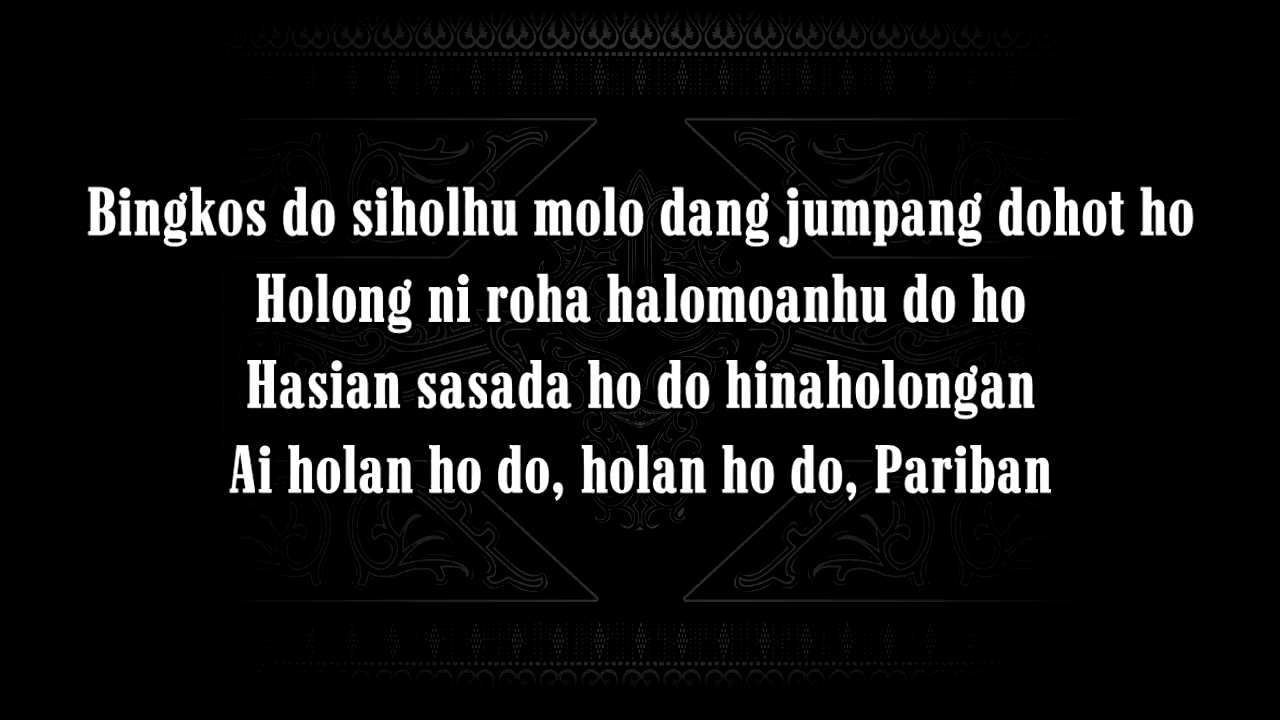 Bingkos do siholhu molo dang jumpang dohot ho
Holong ni roha halomoanhu do ho
Hasian sasada ho do hinaholongan
Ai holan ho do, holan ho do, Pariban